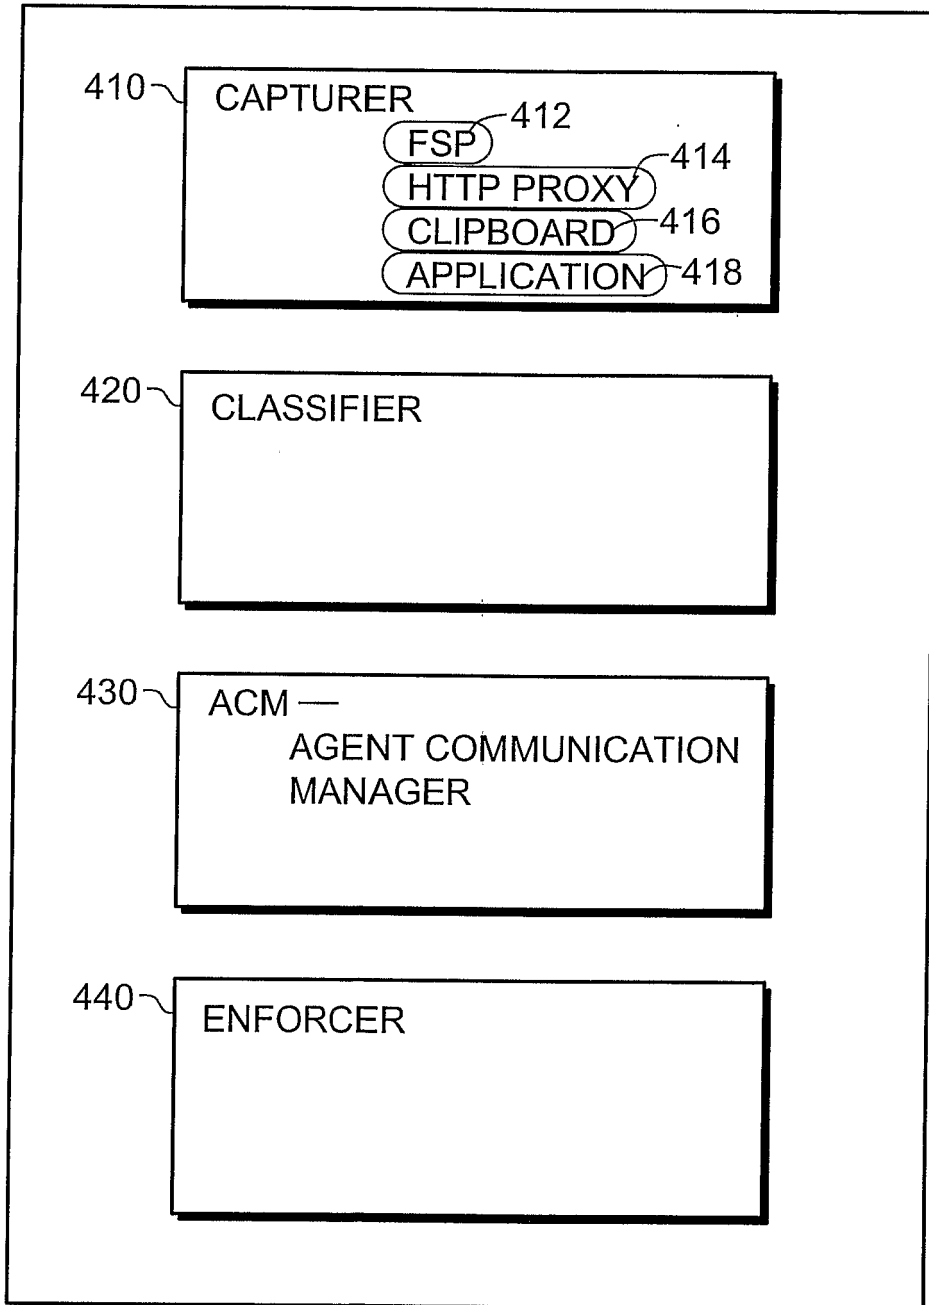 410
CAPTURER
FSP
412
HTTP PROXY
414
CLIPBOARD
416
APPLICATION
418
420
CLASSIFIER
430
ACM —
AGENT COMMUNICATION
MANAGER
440
ENFORCER